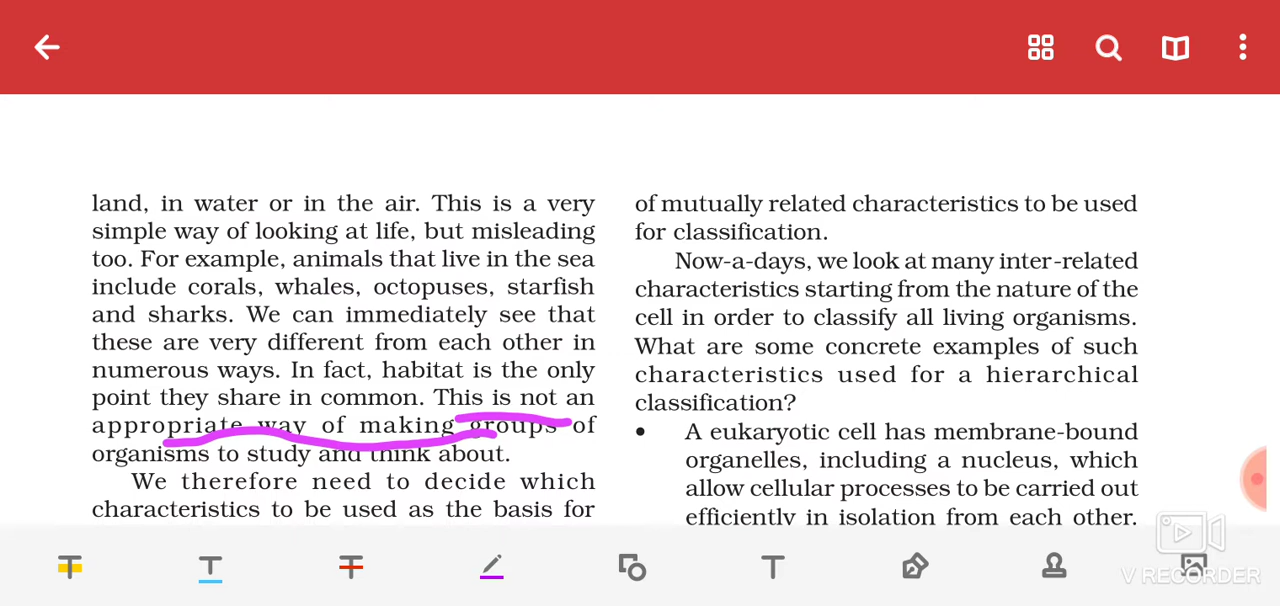 land, in water or in the air. This is a very
simple way of looking at life, but misleading
too. For example, animals that live in the sea
include corals, whales, octopuses, starfish
and sharks. We can immediately see that
these are very different from each other in
numerous ways. In fact, habitat is the only
point they share in common. This is not an
appropriate way of making groups of
organisms to study and think about.
We therefore need to decide which
characteristics to be used as the basis for
of mutually related characteristics to be used
for classification.
Now-a-days, we look at many inter-related
characteristics starting from the nature of the
cell in order to classify all living organisms.
What are some concrete examples of such
characteristics used for a hierarchical
classification?
• A eukaryotic cell has membrane-bound
organelles, including a nucleus, which
allow cellular processes to be carried out
efficiently in isolation from each other.
V RECORDER